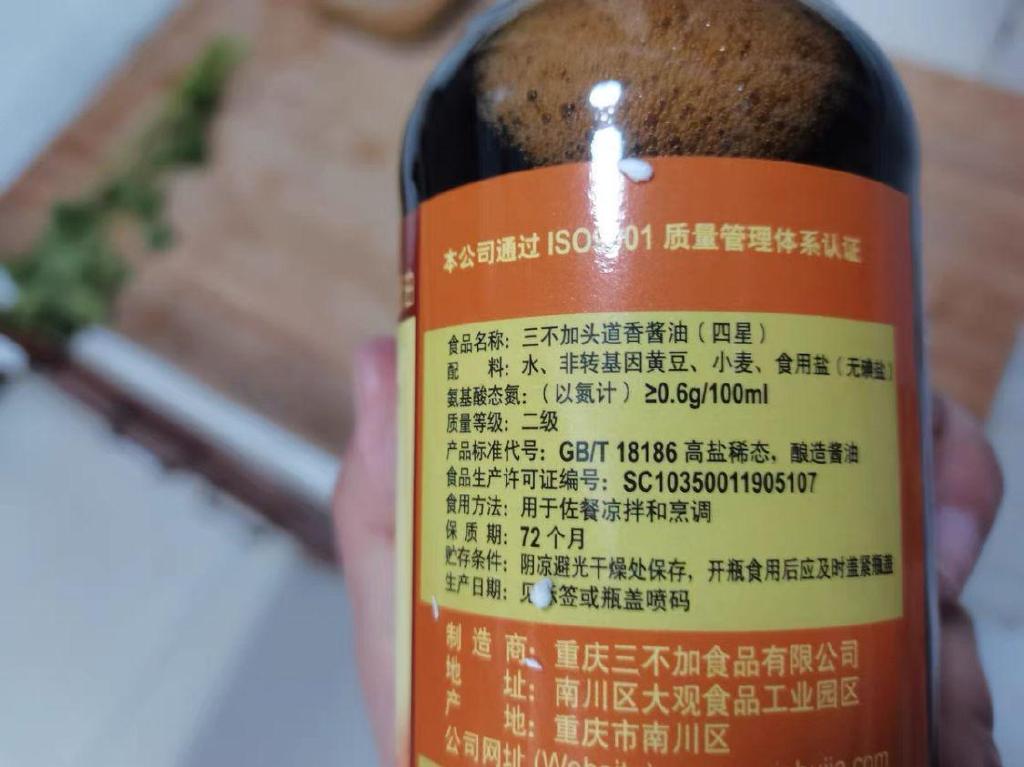 本公司通过 ISO9001 质量管理体系认证
食品名称：三不加头道香酱油（四星）
配 料：水、非转基因黄豆、小麦、食用盐（无碘盐）
氨基酸态氮：（以氮计）≥0.6g/100ml
质量等级：二级
产品标准代号：GB/T 18186 高盐稀态，酿造酱油
食品生产许可证编号：SC10350011905107
食用方法：用于佐餐凉拌和烹调
保 质 期：72 个月
贮存条件：阴凉避光干燥处保存，开瓶食用后应及时盖紧瓶盖
生产日期：见标签或瓶盖喷码
制 造 商：重庆三不加食品有限公司
地 址：南川区大观食品工业园区
产 地：重庆市南川区
公司网址 (Website)